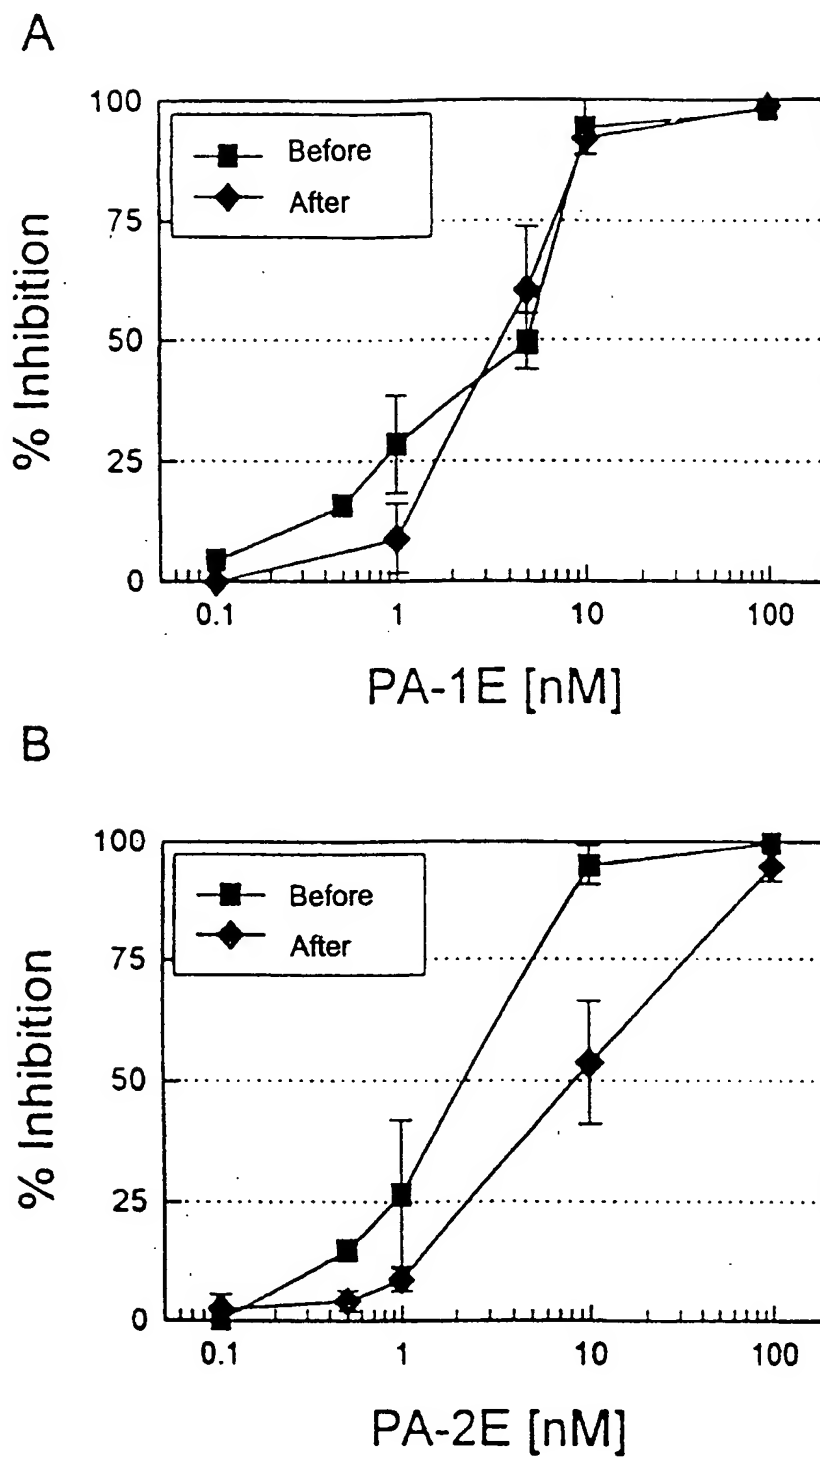 A
100
75
50
25
0
% Inhibition
Before
After
0.1 1 10 100
PA-1E [nM]
B
100
75
50
25
0
% Inhibition
Before
After
0.1 1 10 100
PA-2E [nM]